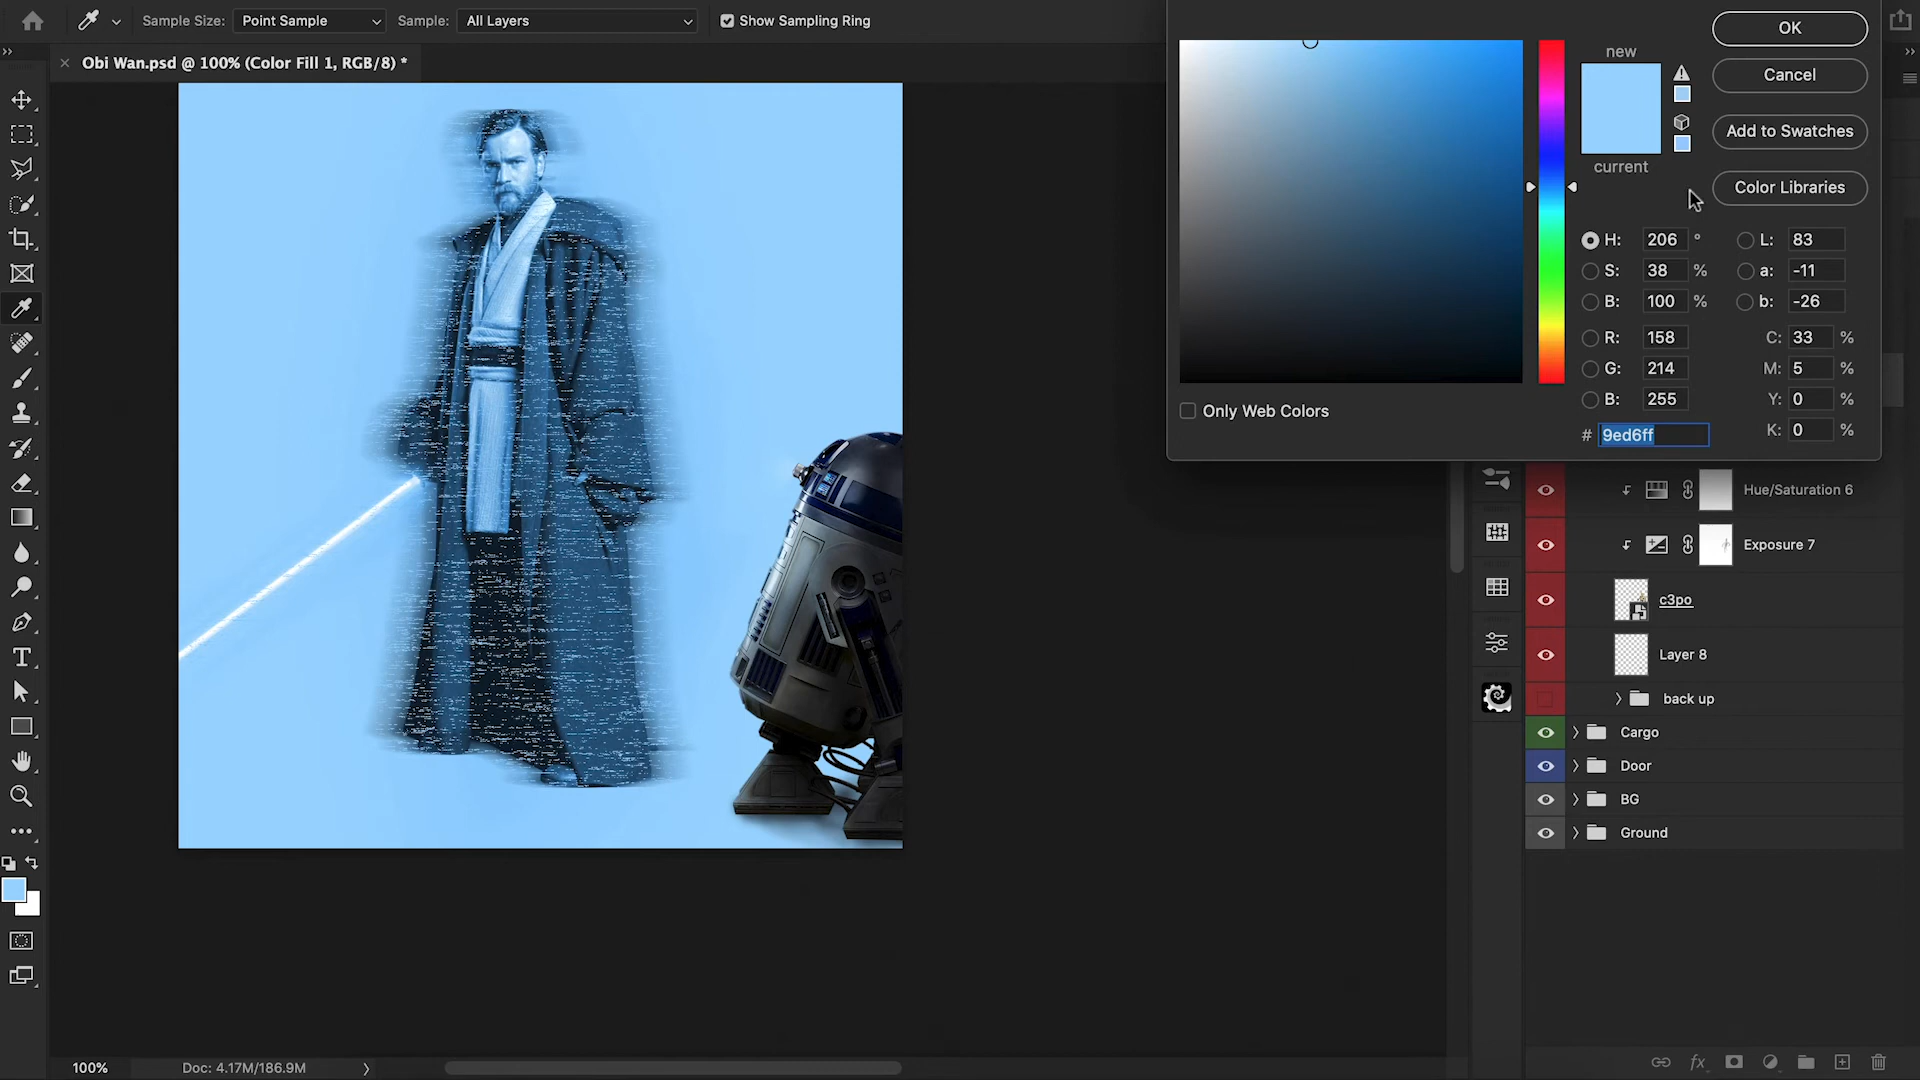 Sample Size: Point Sample Sample: All Layers Show Sampling Ring
Obi Wan.psd @ 100% (Color Fill 1, RGB/8) *
new
current
OK
Cancel
Add to Swatches
Color Libraries
H: 206 ° L: 83
S: 38 % a: -11
B: 100 % b: -26
R: 158 C: 33 %
G: 214 M: 5 %
B: 255 Y: 0 %
# 9ed6ff K: 0 %
Only Web Colors
Hue/Saturation 6
Exposure 7
c3po
Layer 8
back up
Cargo
Door
BG
Ground
100% Doc: 4.17M/186.9M